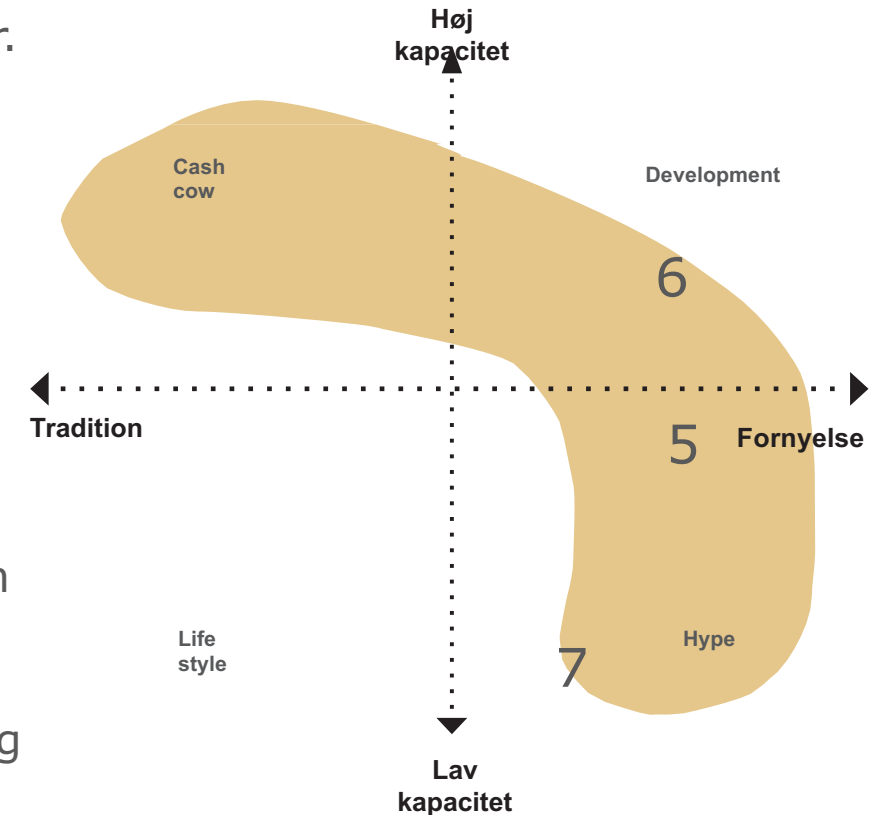 Høj
kapacitet
r.
Cash
cow
Development
6
Tradition
5
Fornyelse
n
Life
style
Hype
7
g
Lav
kapacitet